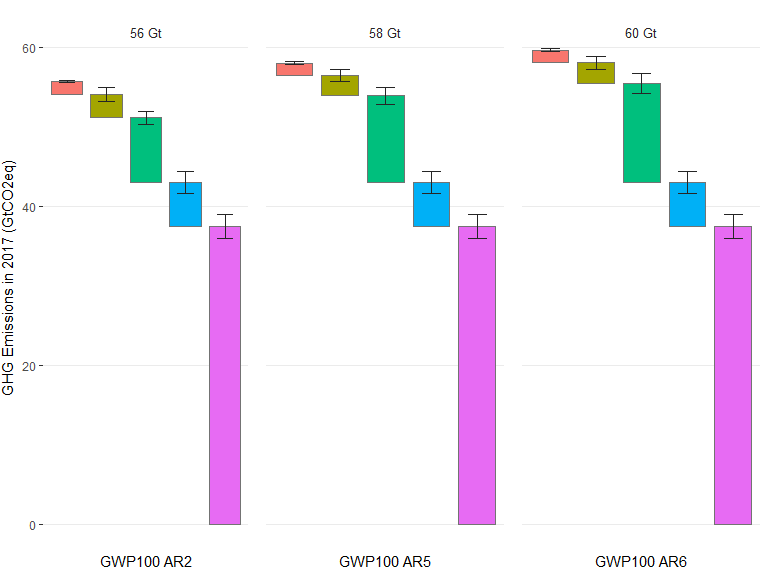 56 Gt
58 Gt
60 Gt
60
40
20
0
GHG Emissions in 2017 (GtCO2eq)
GWP100 AR2
GWP100 AR5
GWP100 AR6